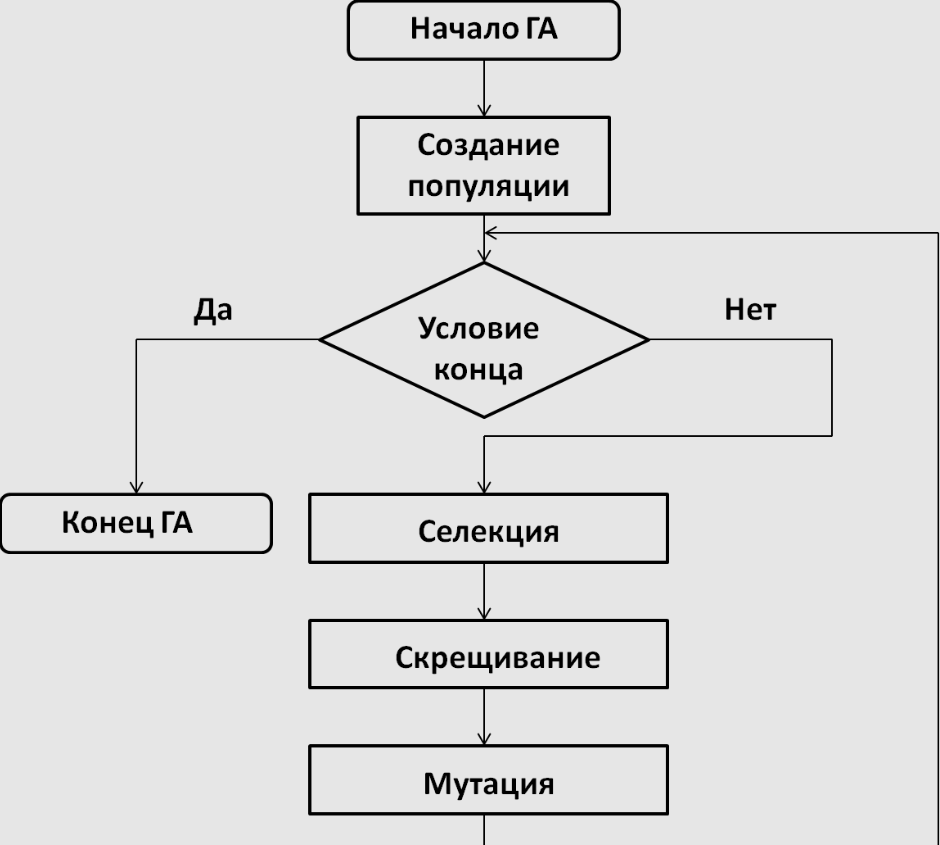 Начало ГА
Создание
популяции
Да
Нет
Условие
конца
Конец ГА
Селекция
Скрещивание
Мутация